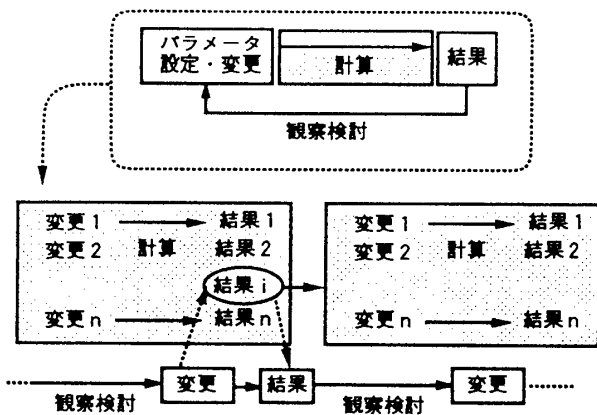 パラメータ
設定・変更
計算
結果
観察検討
変更1 結果1
変更2 計算 結果2
結果i
変更n 結果n
変更1 結果1
変更2 計算 結果2
変更n 結果n
変更 結果 変更
観察検討 観察検討